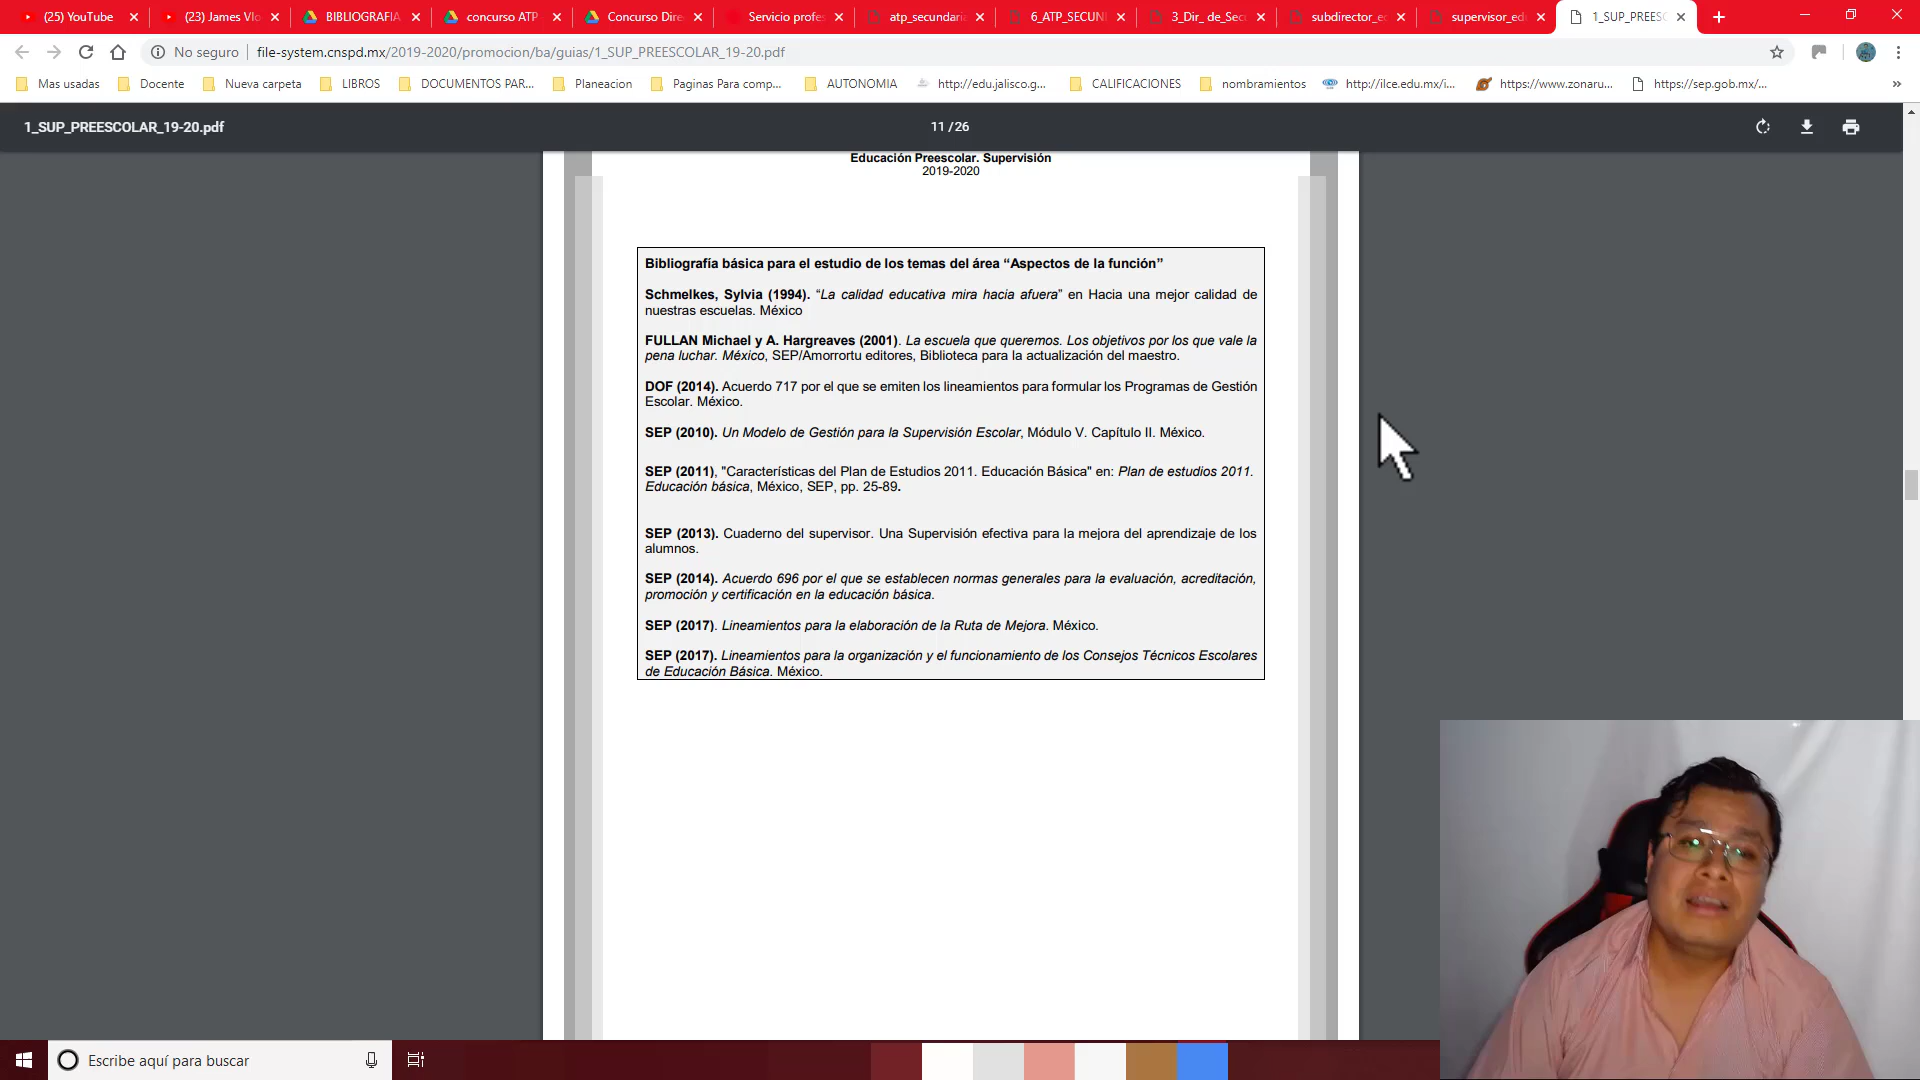 (25) YouTube
(23) James Vlo
BIBLIOGRAFIA
concurso ATP
Concurso Dire
Servicio profes
atp_secundaria
6_ATP_SECUN
3_Dir_ de_Secu
subdirector_ec
supervisor_edu
1_SUP_PREESC
No seguro
file-system.cnspd.mx/2019-2020/promocion/ba/guias/1_SUP_PREESCOLAR_19-20.pdf
Mas usadas
Docente
Nueva carpeta
LIBROS
DOCUMENTOS PAR...
Planeacion
Paginas Para comp...
AUTONOMIA
http://edu.jalisco.g...
CALIFICACIONES
nombramientos
http://ilce.edu.mx/i...
https://www.zonaru...
https://sep.gob.mx/...
»
1_SUP_PREESCOLAR_19-20.pdf
11 / 26
Educación Preescolar. Supervisión
2019-2020
Bibliografía básica para el estudio de los temas del área “Aspectos de la función”
Schmelkes, Sylvia (1994). “La calidad educativa mira hacia afuera” en Hacia una mejor calidad de
nuestras escuelas. México
FULLAN Michael y A. Hargreaves (2001). La escuela que queremos. Los objetivos por los que vale la
pena luchar. México, SEP/Amorrortu editores, Biblioteca para la actualización del maestro.
DOF (2014). Acuerdo 717 por el que se emiten los lineamientos para formular los Programas de Gestión
Escolar. México.
SEP (2010). Un Modelo de Gestión para la Supervisión Escolar, Módulo V. Capítulo II. México.
SEP (2011), "Características del Plan de Estudios 2011. Educación Básica" en: Plan de estudios 2011.
Educación básica, México, SEP, pp. 25-89.
SEP (2013). Cuaderno del supervisor. Una Supervisión efectiva para la mejora del aprendizaje de los
alumnos.
SEP (2014). Acuerdo 696 por el que se establecen normas generales para la evaluación, acreditación,
promoción y certificación en la educación básica.
SEP (2017). Lineamientos para la elaboración de la Ruta de Mejora. México.
SEP (2017). Lineamientos para la organización y el funcionamiento de los Consejos Técnicos Escolares
de Educación Básica. México.
Escribe aquí para buscar